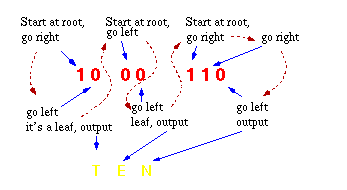 Start at root,
go right
Start at root,
go left
Start at root,
go right
go right
10 00 110
go left
it's a leaf, output
go left
leaf, output
go left
output
T E N